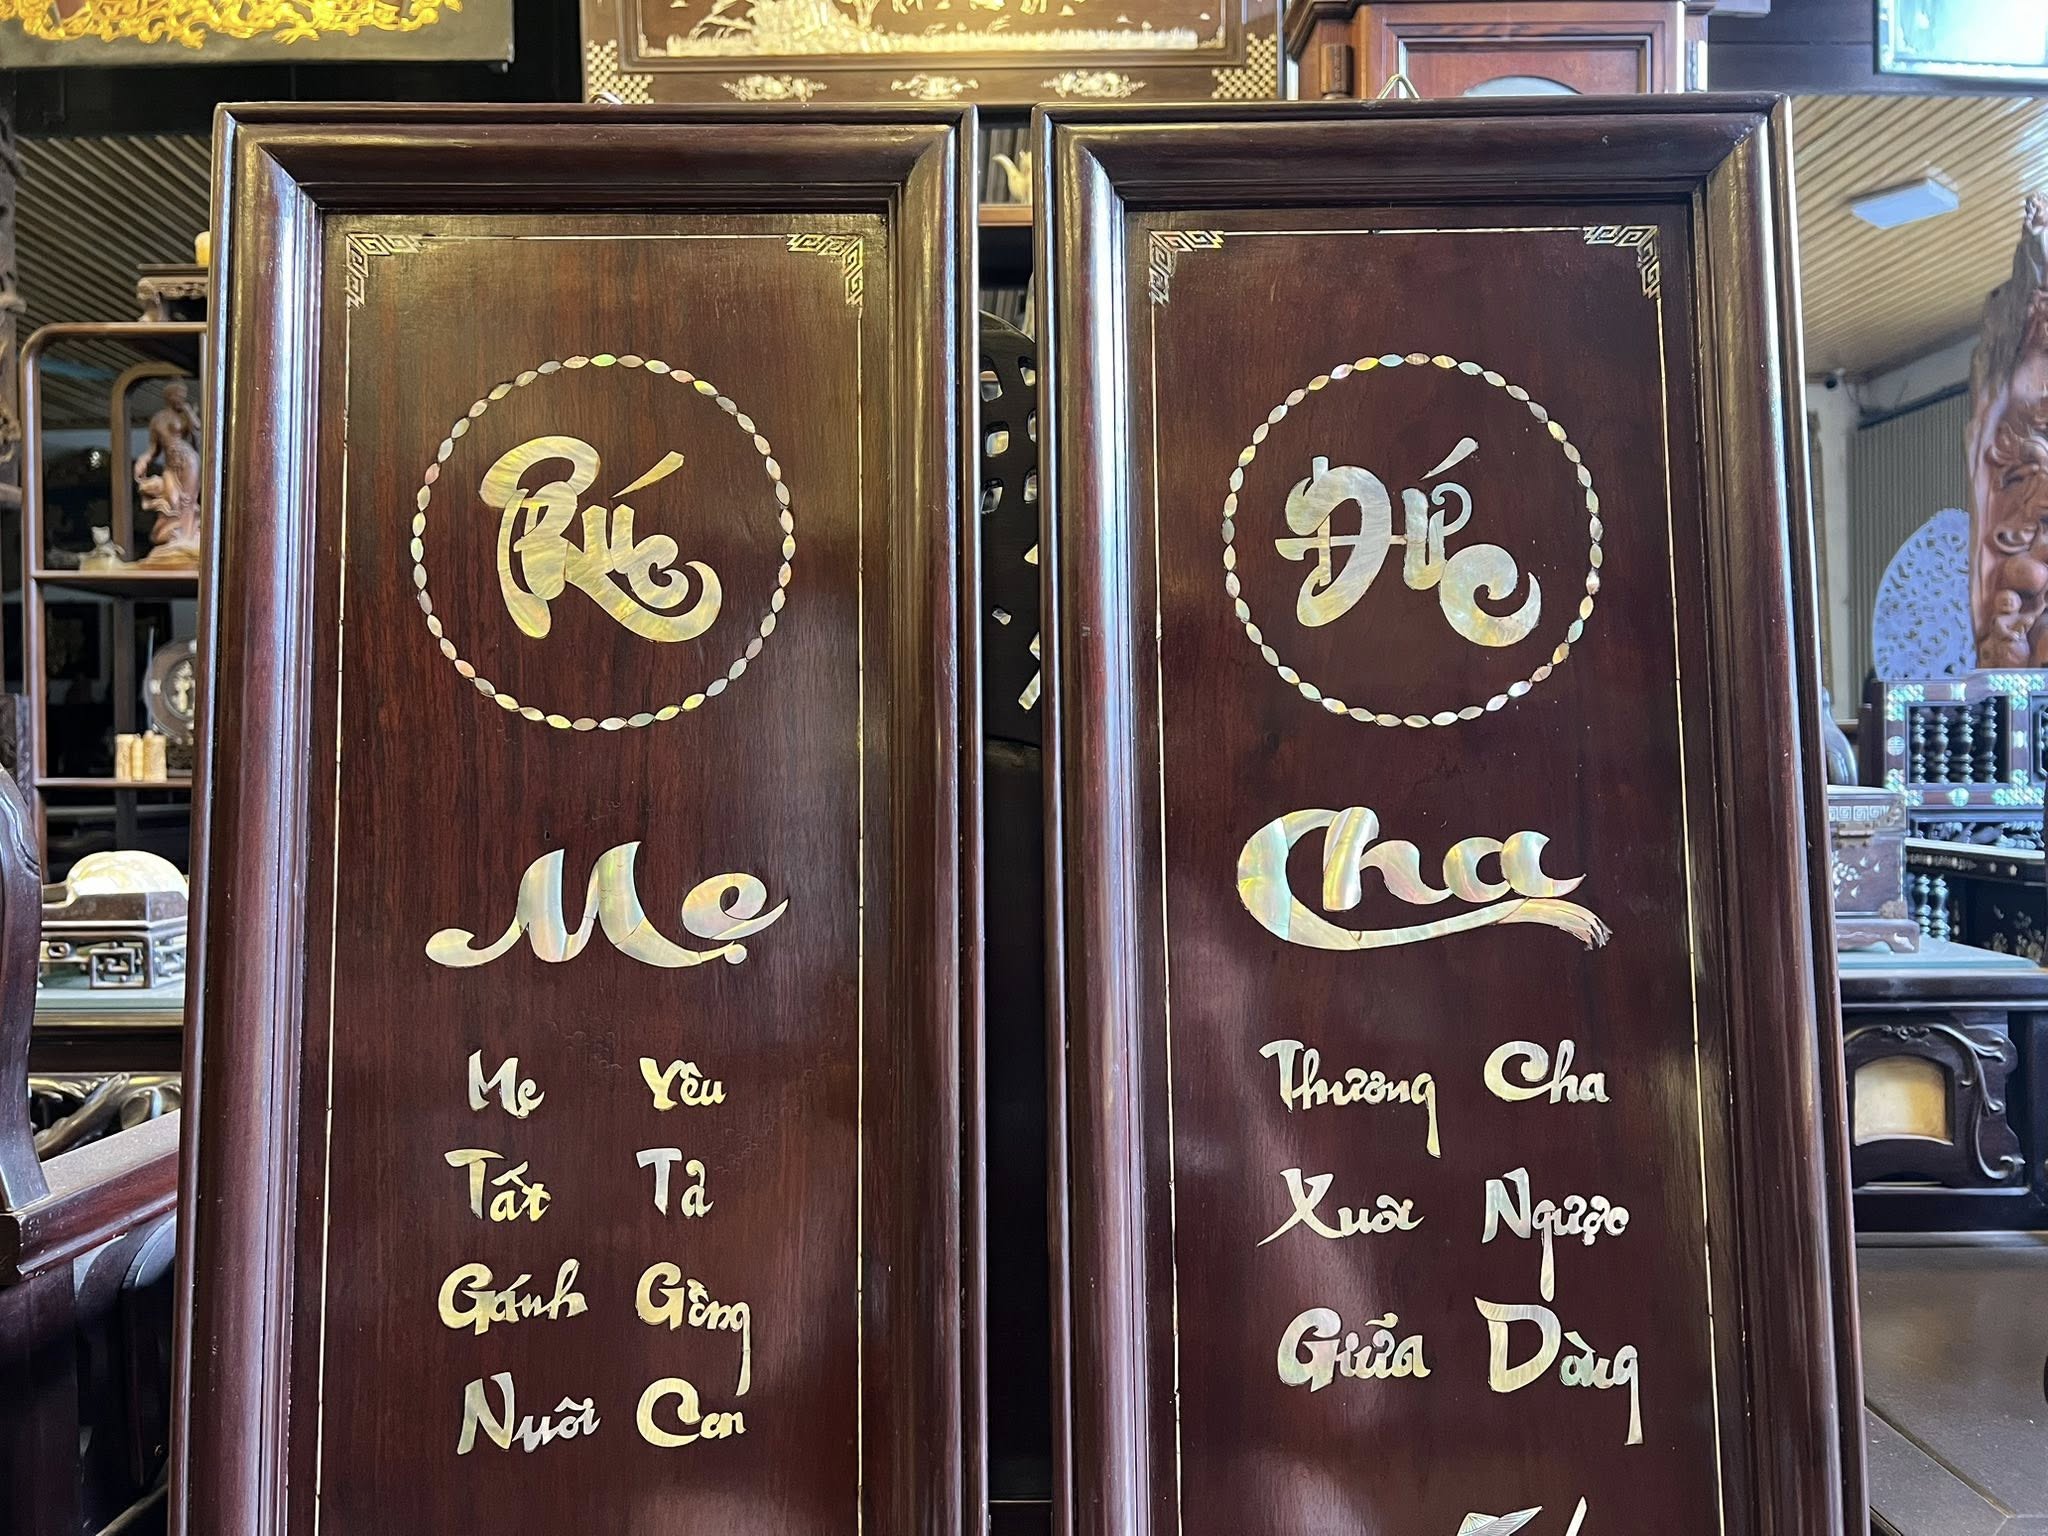 Phúc
Mẹ
Mẹ Yêu
Tất Tả
Gánh Gồng
Nuôi Con
Đức
Cha
Thương Cha
Xuôi Ngược
Giữa Dòng